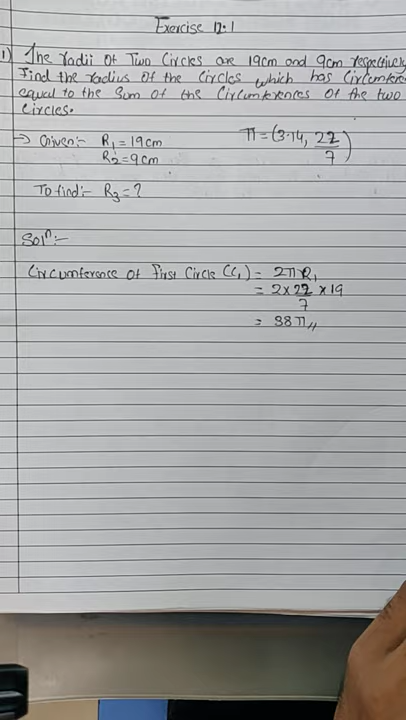 Exercise 12.1
1) The radii of Two Circles are 19cm and 9cm respectively
Find the radius of the circles which has Circumferen
equal to the Sum of the Circumferences of the two
Circles.
→ Given:- R₁ = 19cm
R₂ = 9cm
π = (3.14, 22/7)
To find:- R₃ = ?
Solⁿ:-
Circumference of First Circle (C₁) = 2πR₁
= 2 × 22/7 × 19
= 38π,,